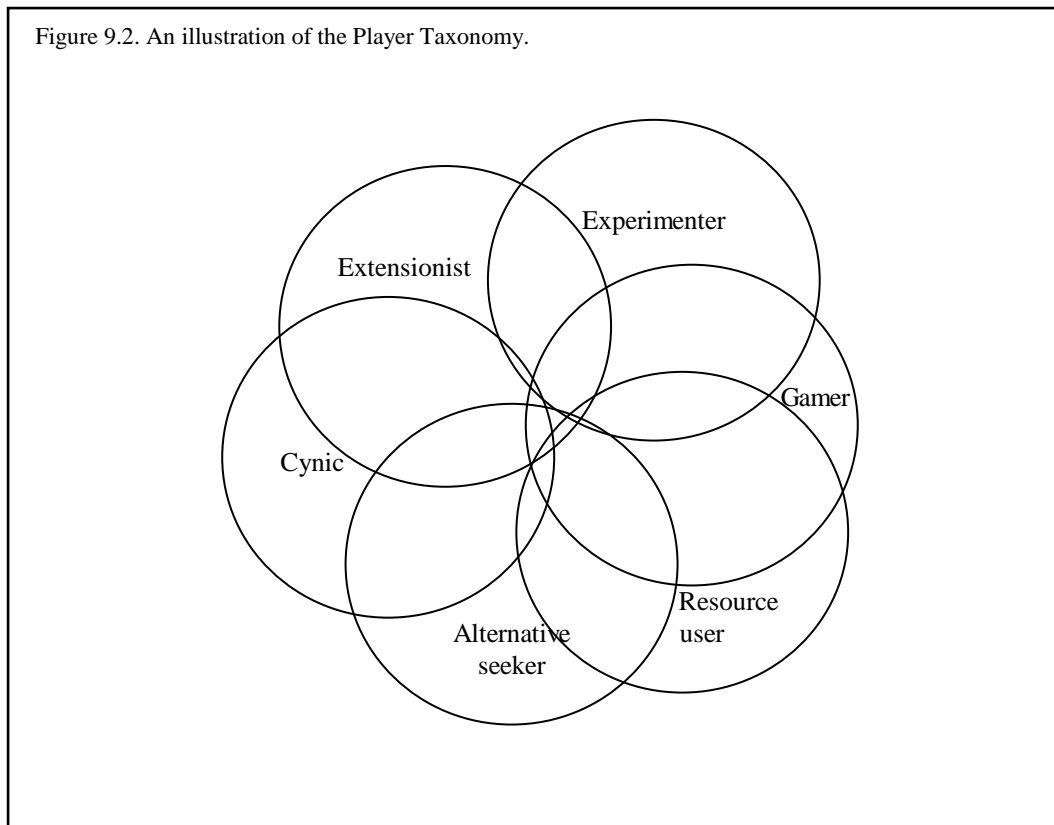 Figure 9.2. An illustration of the Player Taxonomy.
Experimenter
Extensionist
Gamer
Cynic
Resource
user
Alternative
seeker